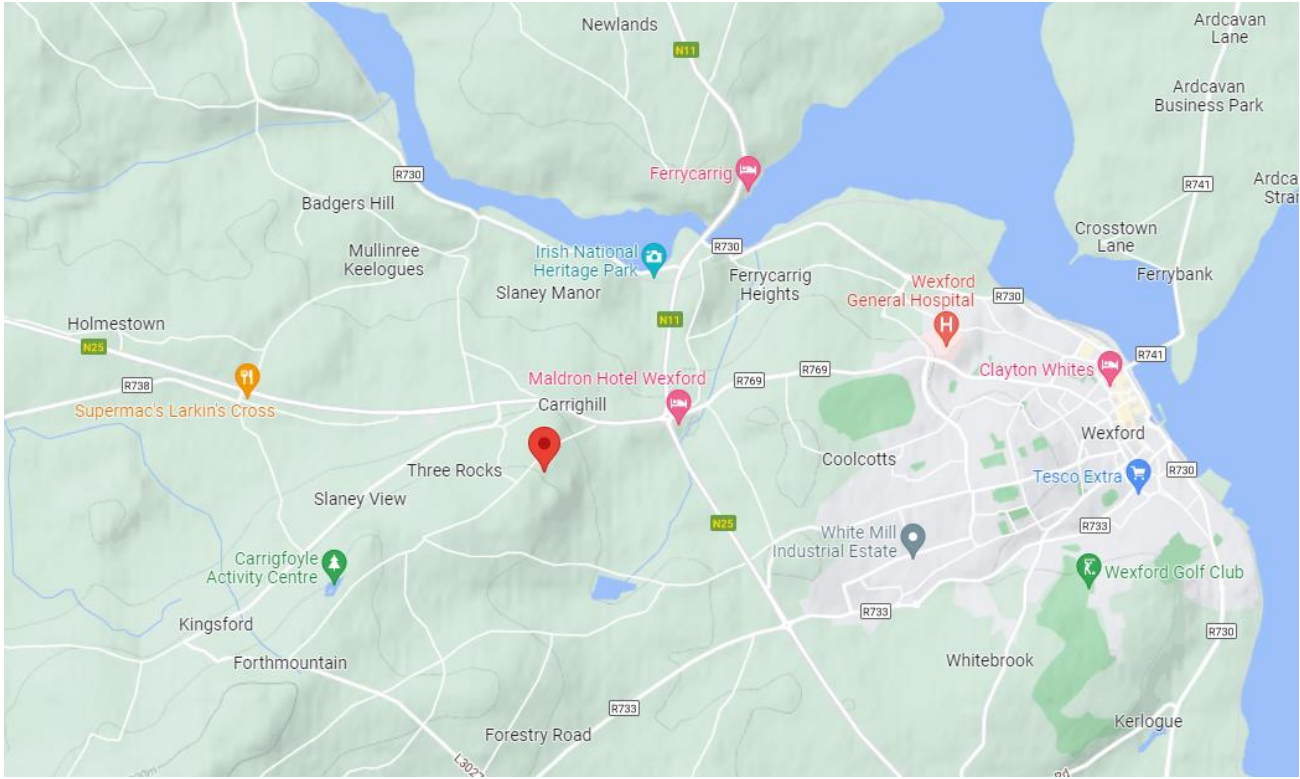 Newlands
N11
Ardcavan
Lane
Ardcavan
Business Park
Ferrycarrig
R730
R741
Badgers Hill
Crosstown
Lane
Mullinree
Keelogues
Irish National
Heritage Park
R730
Ferrycarrig
Heights
Ferrybank
Slaney Manor
Wexford
General Hospital
R730
Holmestown
N11
N25
R741
R738
Maldron Hotel Wexford
R769
R769
Clayton Whites
Supermac's Larkin's Cross
Carrighill
Wexford
Three Rocks
Coolcotts
R730
Tesco Extra
Slaney View
N25
R733
White Mill
Industrial Estate
Carrigfoyle
Activity Centre
Wexford Golf Club
R733
Kingsford
R730
Forthmountain
Whitebrook
R733
Kerlogue
Forestry Road
L3027
Rd